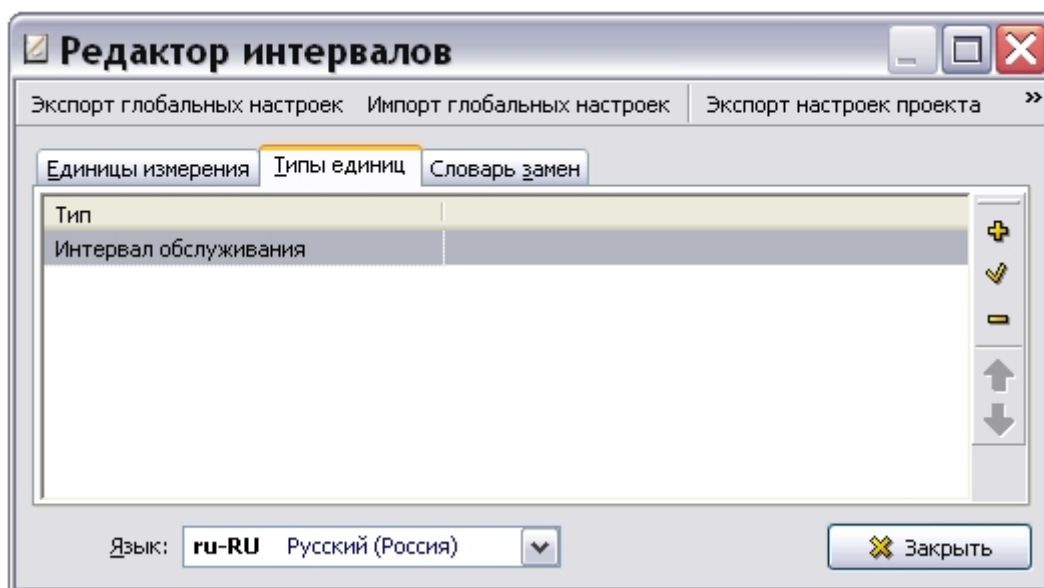 Редактор интервалов
Экспорт глобальных настроек Импорт глобальных настроек Экспорт настроек проекта »
Единицы измерения Типы единиц Словарь замен
Тип
Интервал обслуживания
Язык: ru-RU Русский (Россия) Закрыть